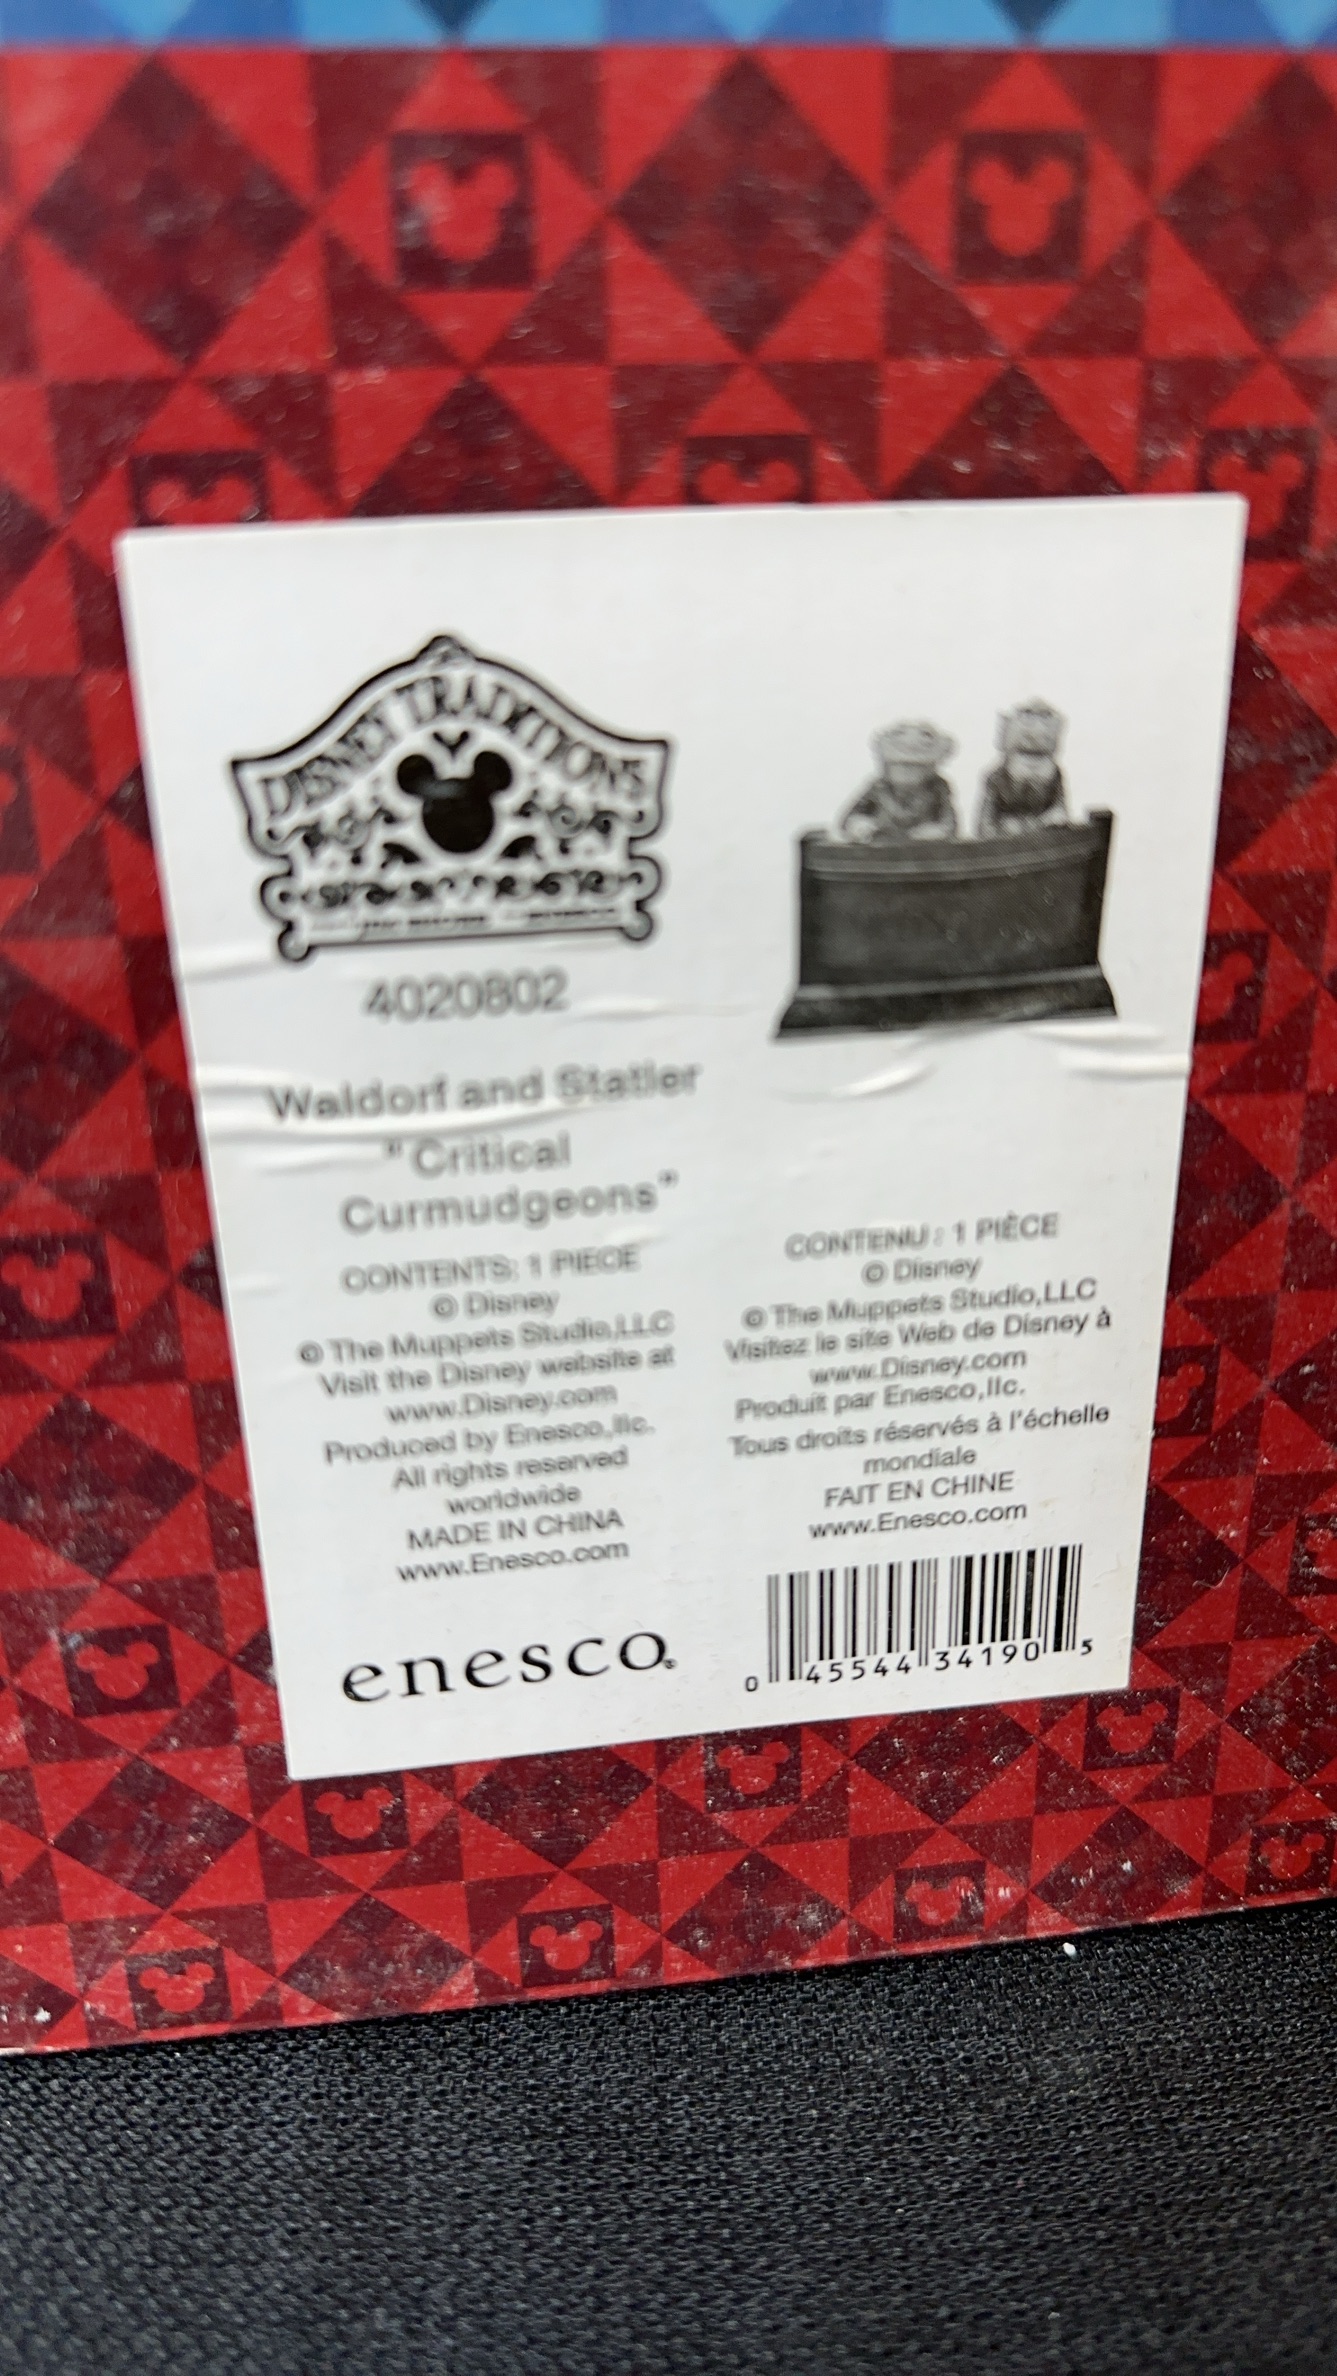 DISNEY TRADITIONS
4020802
Waldorf and Statler
"Critical
Curmudgeons"
CONTENTS: 1 PIECE
© Disney
© The Muppets Studio,LLC
Visit the Disney website at
www.Disney.com
Produced by Enesco,llc.
All rights reserved
worldwide
MADE IN CHINA
www.Enesco.com
enesco®
CONTENU : 1 PIÈCE
© Disney
© The Muppets Studio,LLC
Visitez le site Web de Disney à
www.Disney.com
Produit par Enesco,llc.
Tous droits réservés à l'échelle
mondiale
FAIT EN CHINE
www.Enesco.com
0 45544 34190 5